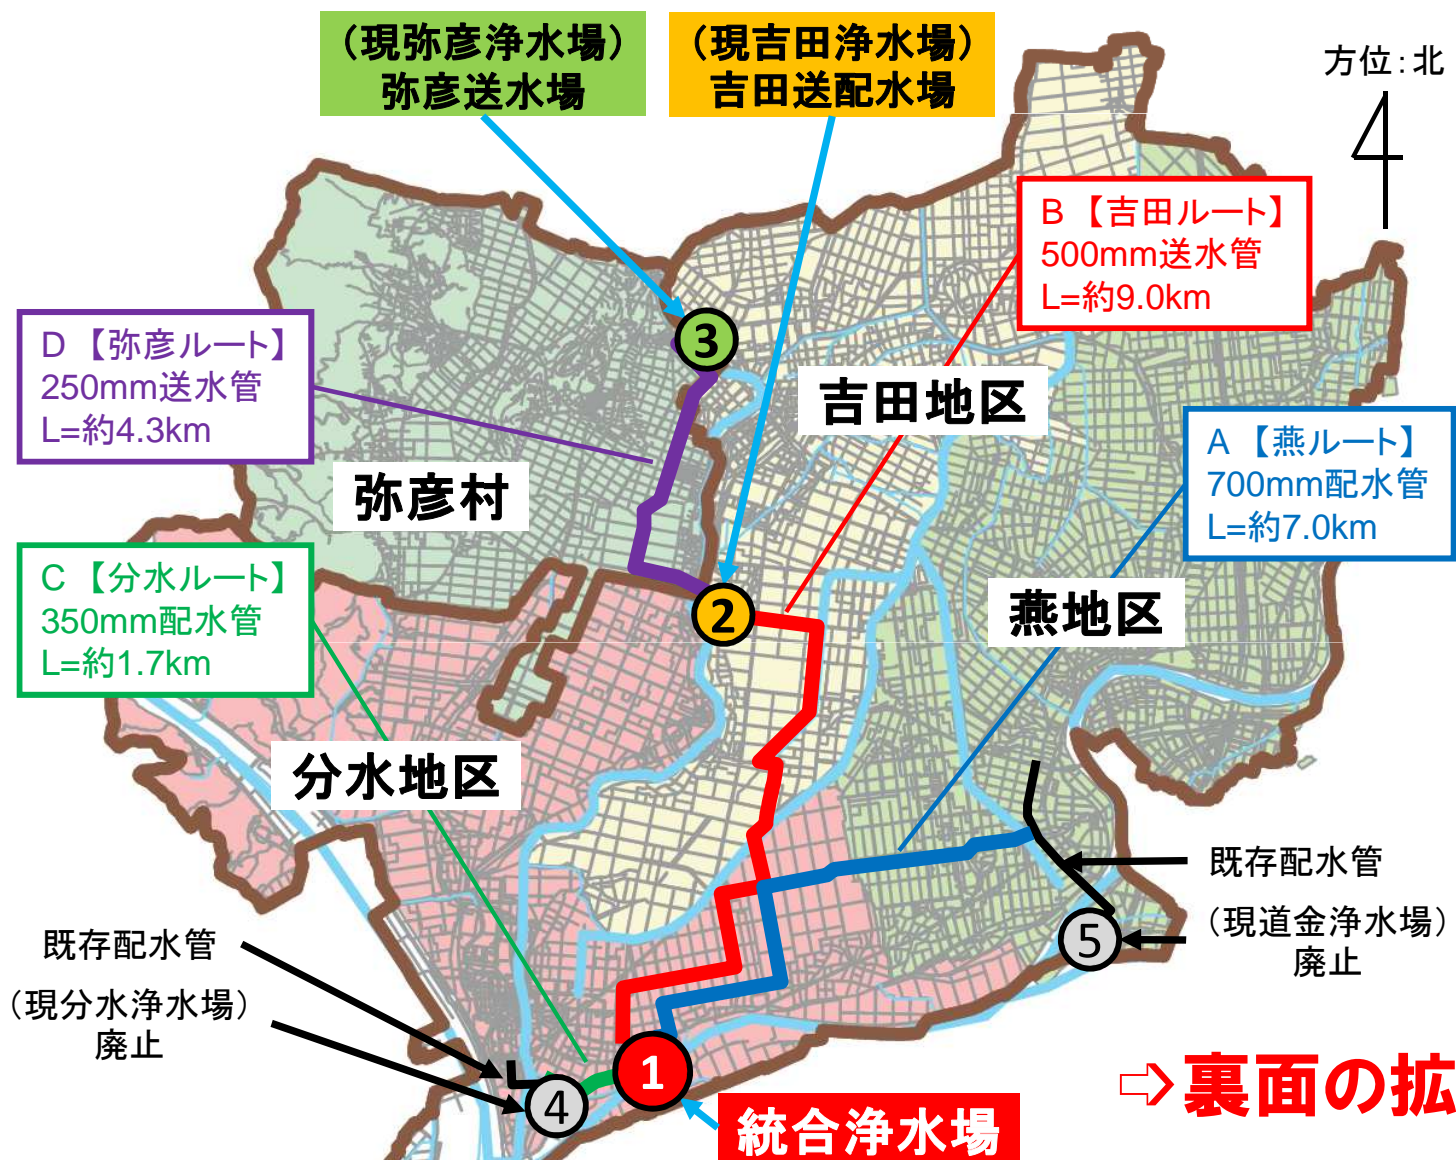 （現弥彦浄水場）
弥彦送水場
（現吉田浄水場）
吉田送配水場
方位：北
B 【吉田ルート】
500mm送水管
L=約9.0km
D 【弥彦ルート】
250mm送水管
L=約4.3km
3
吉田地区
A 【燕ルート】
700mm配水管
L=約7.0km
弥彦村
C 【分水ルート】
350mm配水管
L=約1.7km
2
燕地区
分水地区
既存配水管
（現道金浄水場）
廃止
5
既存配水管
（現分水浄水場）
廃止
1
4
統合浄水場
⇨裏面の拡